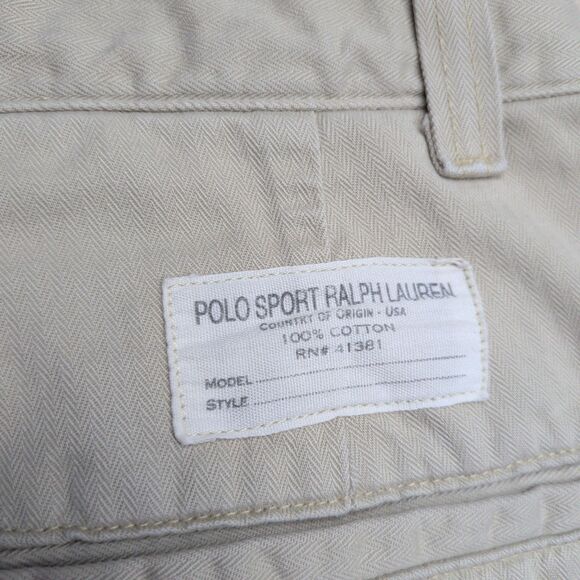 POLO SPORT RALPH LAUREN
COUNTRY OF ORIGIN - USA
100% COTTON
RN# 41381
MODEL
STYLE